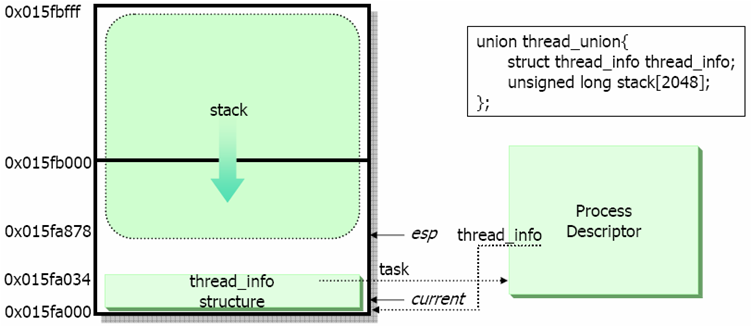 0x015fbfff
union thread_union{
struct thread_info thread_info;
unsigned long stack[2048];
};
stack
0x015fb000
Process
Descriptor
0x015fa878
esp
thread_info
task
0x015fa034
thread_info
structure
current
0x015fa000